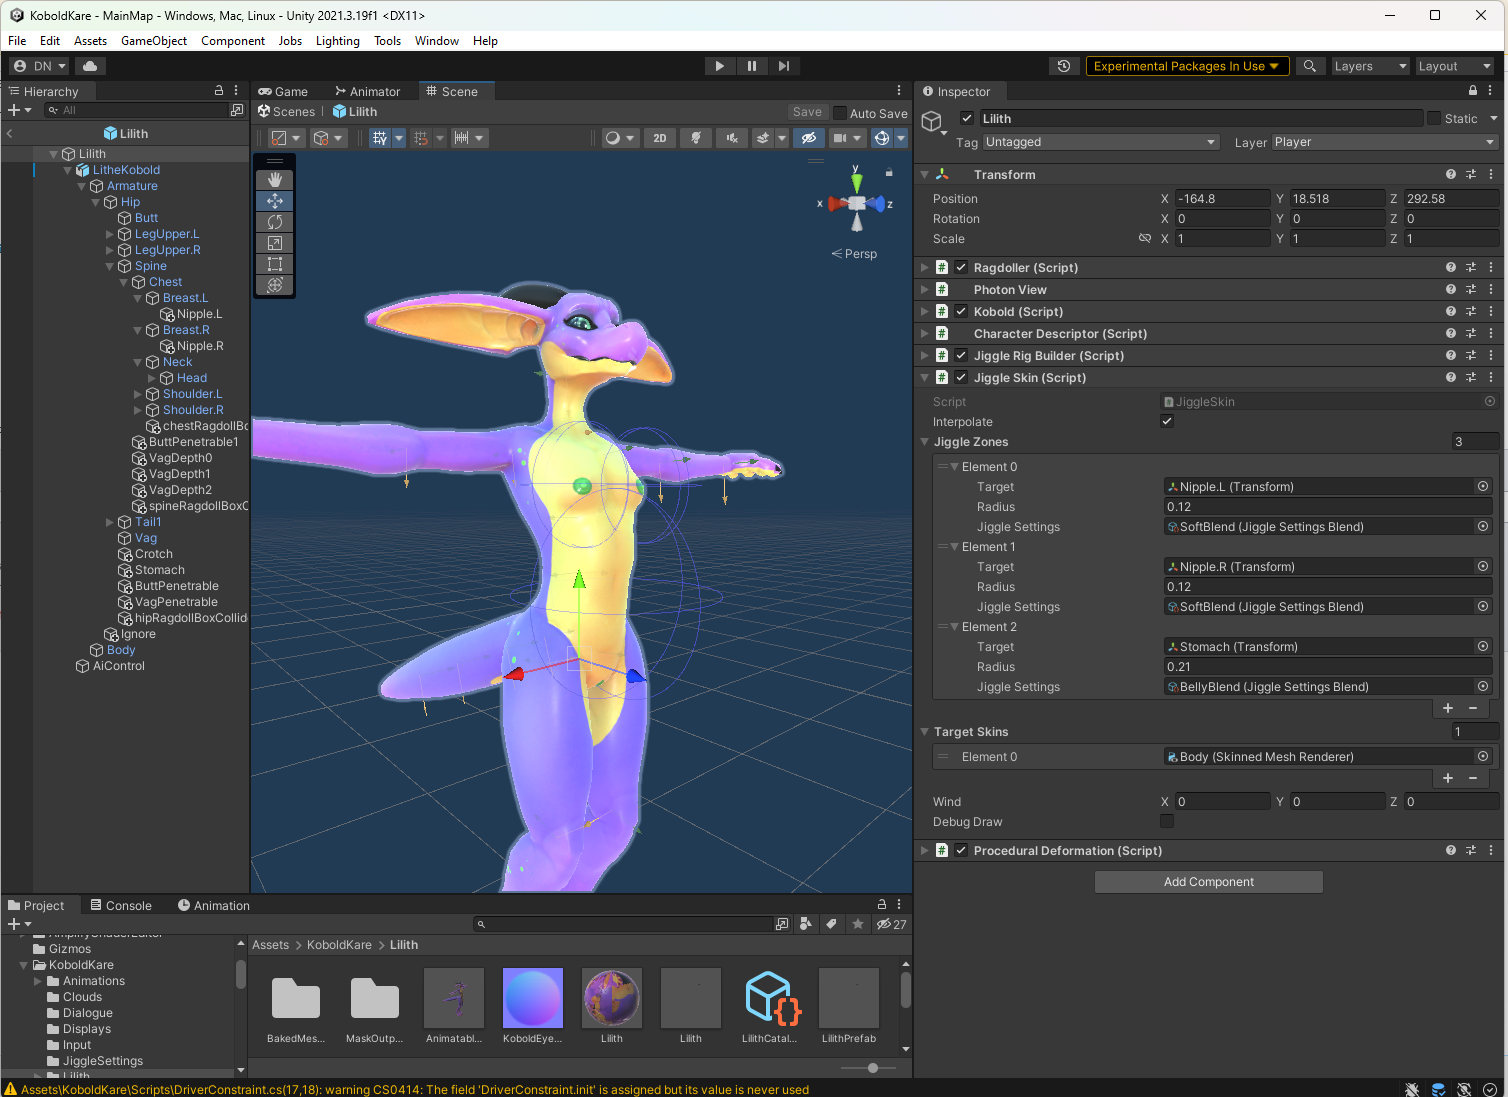 KoboldKare - MainMap - Windows, Mac, Linux - Unity 2021.3.19f1 <DX11>
File Edit Assets GameObject Component Jobs Lighting Tools Window Help
DN
Experimental Packages In Use
Layers
Layout
Hierarchy
All
Lilith
Lilith
LitheKobold
Armature
Hip
Butt
LegUpper.L
LegUpper.R
Spine
Chest
Breast.L
Nipple.L
Breast.R
Nipple.R
Neck
Head
Shoulder.L
Shoulder.R
chestRagdollBo
ButtPenetrable1
VagDepth0
VagDepth1
VagDepth2
spineRagdollBoxC
Tail1
Vag
Crotch
Stomach
ButtPenetrable
VagPenetrable
hipRagdollBoxCollid
Ignore
Body
AiControl
Game Animator Scene
Scenes Lilith
Save Auto Save
2D
y
x z
Persp
Inspector
Lilith Static
Tag Untagged Layer Player
Transform
Position X -164.8 Y 18.518 Z 292.58
Rotation X 0 Y 0 Z 0
Scale X 1 Y 1 Z 1
Ragdoller (Script)
Photon View
Kobold (Script)
Character Descriptor (Script)
Jiggle Rig Builder (Script)
Jiggle Skin (Script)
Script JiggleSkin
Interpolate
Jiggle Zones 3
Element 0
Target Nipple.L (Transform)
Radius 0.12
Jiggle Settings SoftBlend (Jiggle Settings Blend)
Element 1
Target Nipple.R (Transform)
Radius 0.12
Jiggle Settings SoftBlend (Jiggle Settings Blend)
Element 2
Target Stomach (Transform)
Radius 0.21
Jiggle Settings BellyBlend (Jiggle Settings Blend)
+ -
Target Skins 1
Element 0 Body (Skinned Mesh Renderer)
+ -
Wind X 0 Y 0 Z 0
Debug Draw
Procedural Deformation (Script)
Add Component
Project Console Animation
27
AmplifyShaderEditor
Gizmos
KoboldKare
Animations
Clouds
Dialogue
Displays
Input
JiggleSettings
Lilith
Assets > KoboldKare > Lilith
BakedMes... MaskOutp... Animatabl... KoboldEye... Lilith Lilith LilithCatal... LilithPrefab
Assets\KoboldKare\Scripts\DriverConstraint.cs(17,18): warning CS0414: The field 'DriverConstraint.init' is assigned but its value is never used